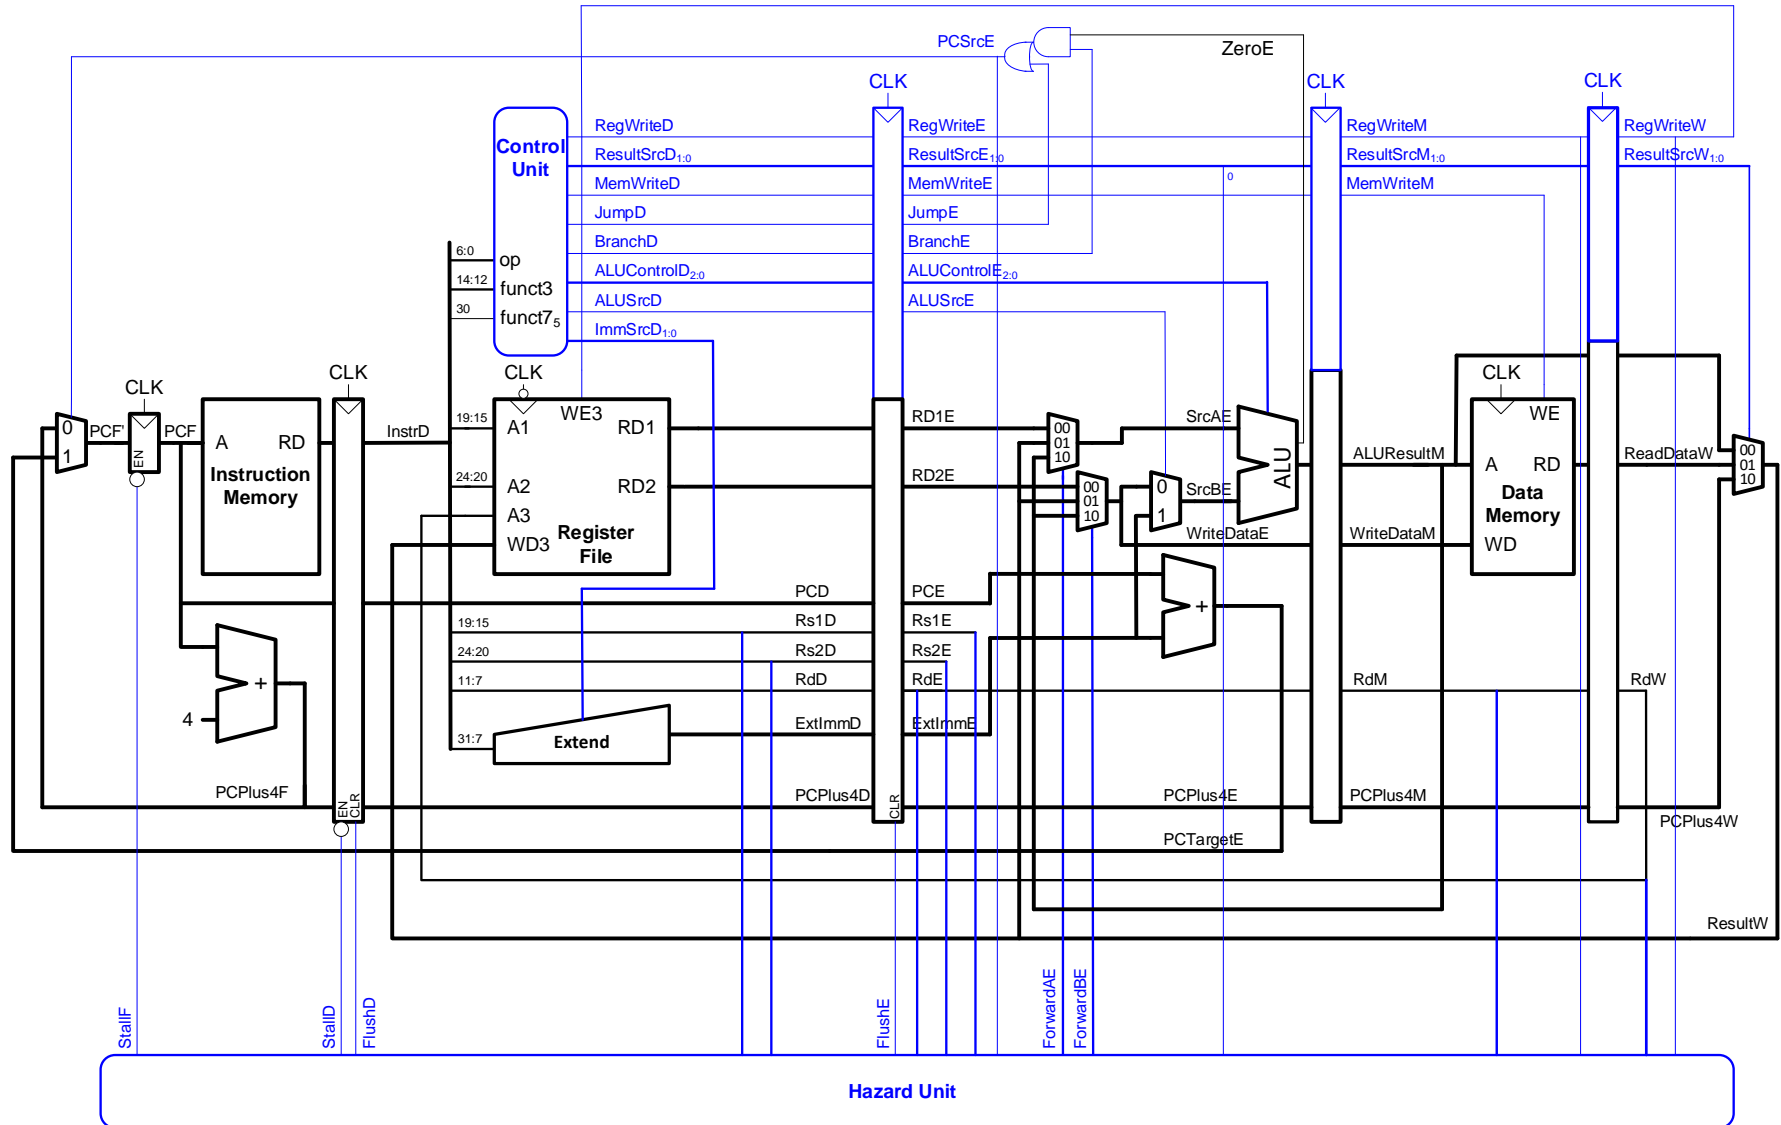 PCSrcE
ZeroE
CLK
CLK
CLK
Control
Unit
RegWriteD
RegWriteE
RegWriteM
RegWriteW
ResultSrcD1:0
ResultSrcE1:0
ResultSrcM1:0
ResultSrcW1:0
0
MemWriteD
MemWriteE
MemWriteM
JumpD
JumpE
BranchD
BranchE
6:0
op
ALUControlD2:0
ALUControlE2:0
14:12
funct3
ALUSrcD
ALUSrcE
30
funct75
ImmSrcD1:0
CLK
CLK
CLK
CLK
0
1
PCF'
EN
PCF
A
RD
Instruction
Memory
InstrD
19:15
A1
WE3
RD1
RD1E
00
01
10
SrcAE
ALU
ALUResultM
A
RD
WE
Data
Memory
WD
ReadDataW
00
01
10
24:20
A2
RD2
RD2E
00
01
10
0
1
SrcBE
A3
WD3
Register
File
WriteDataE
WriteDataM
PCD
PCE
+
19:15
Rs1D
Rs1E
24:20
Rs2D
Rs2E
11:7
RdD
RdE
RdM
RdW
+
4
31:7
Extend
ExtImmD
ExtImmE
PCPlus4F
EN
CLR
PCPlus4D
CLR
PCPlus4E
PCPlus4M
PCPlus4W
PCTargetE
ResultW
StallF
StallD
FlushD
FlushE
ForwardAE
ForwardBE
Hazard Unit